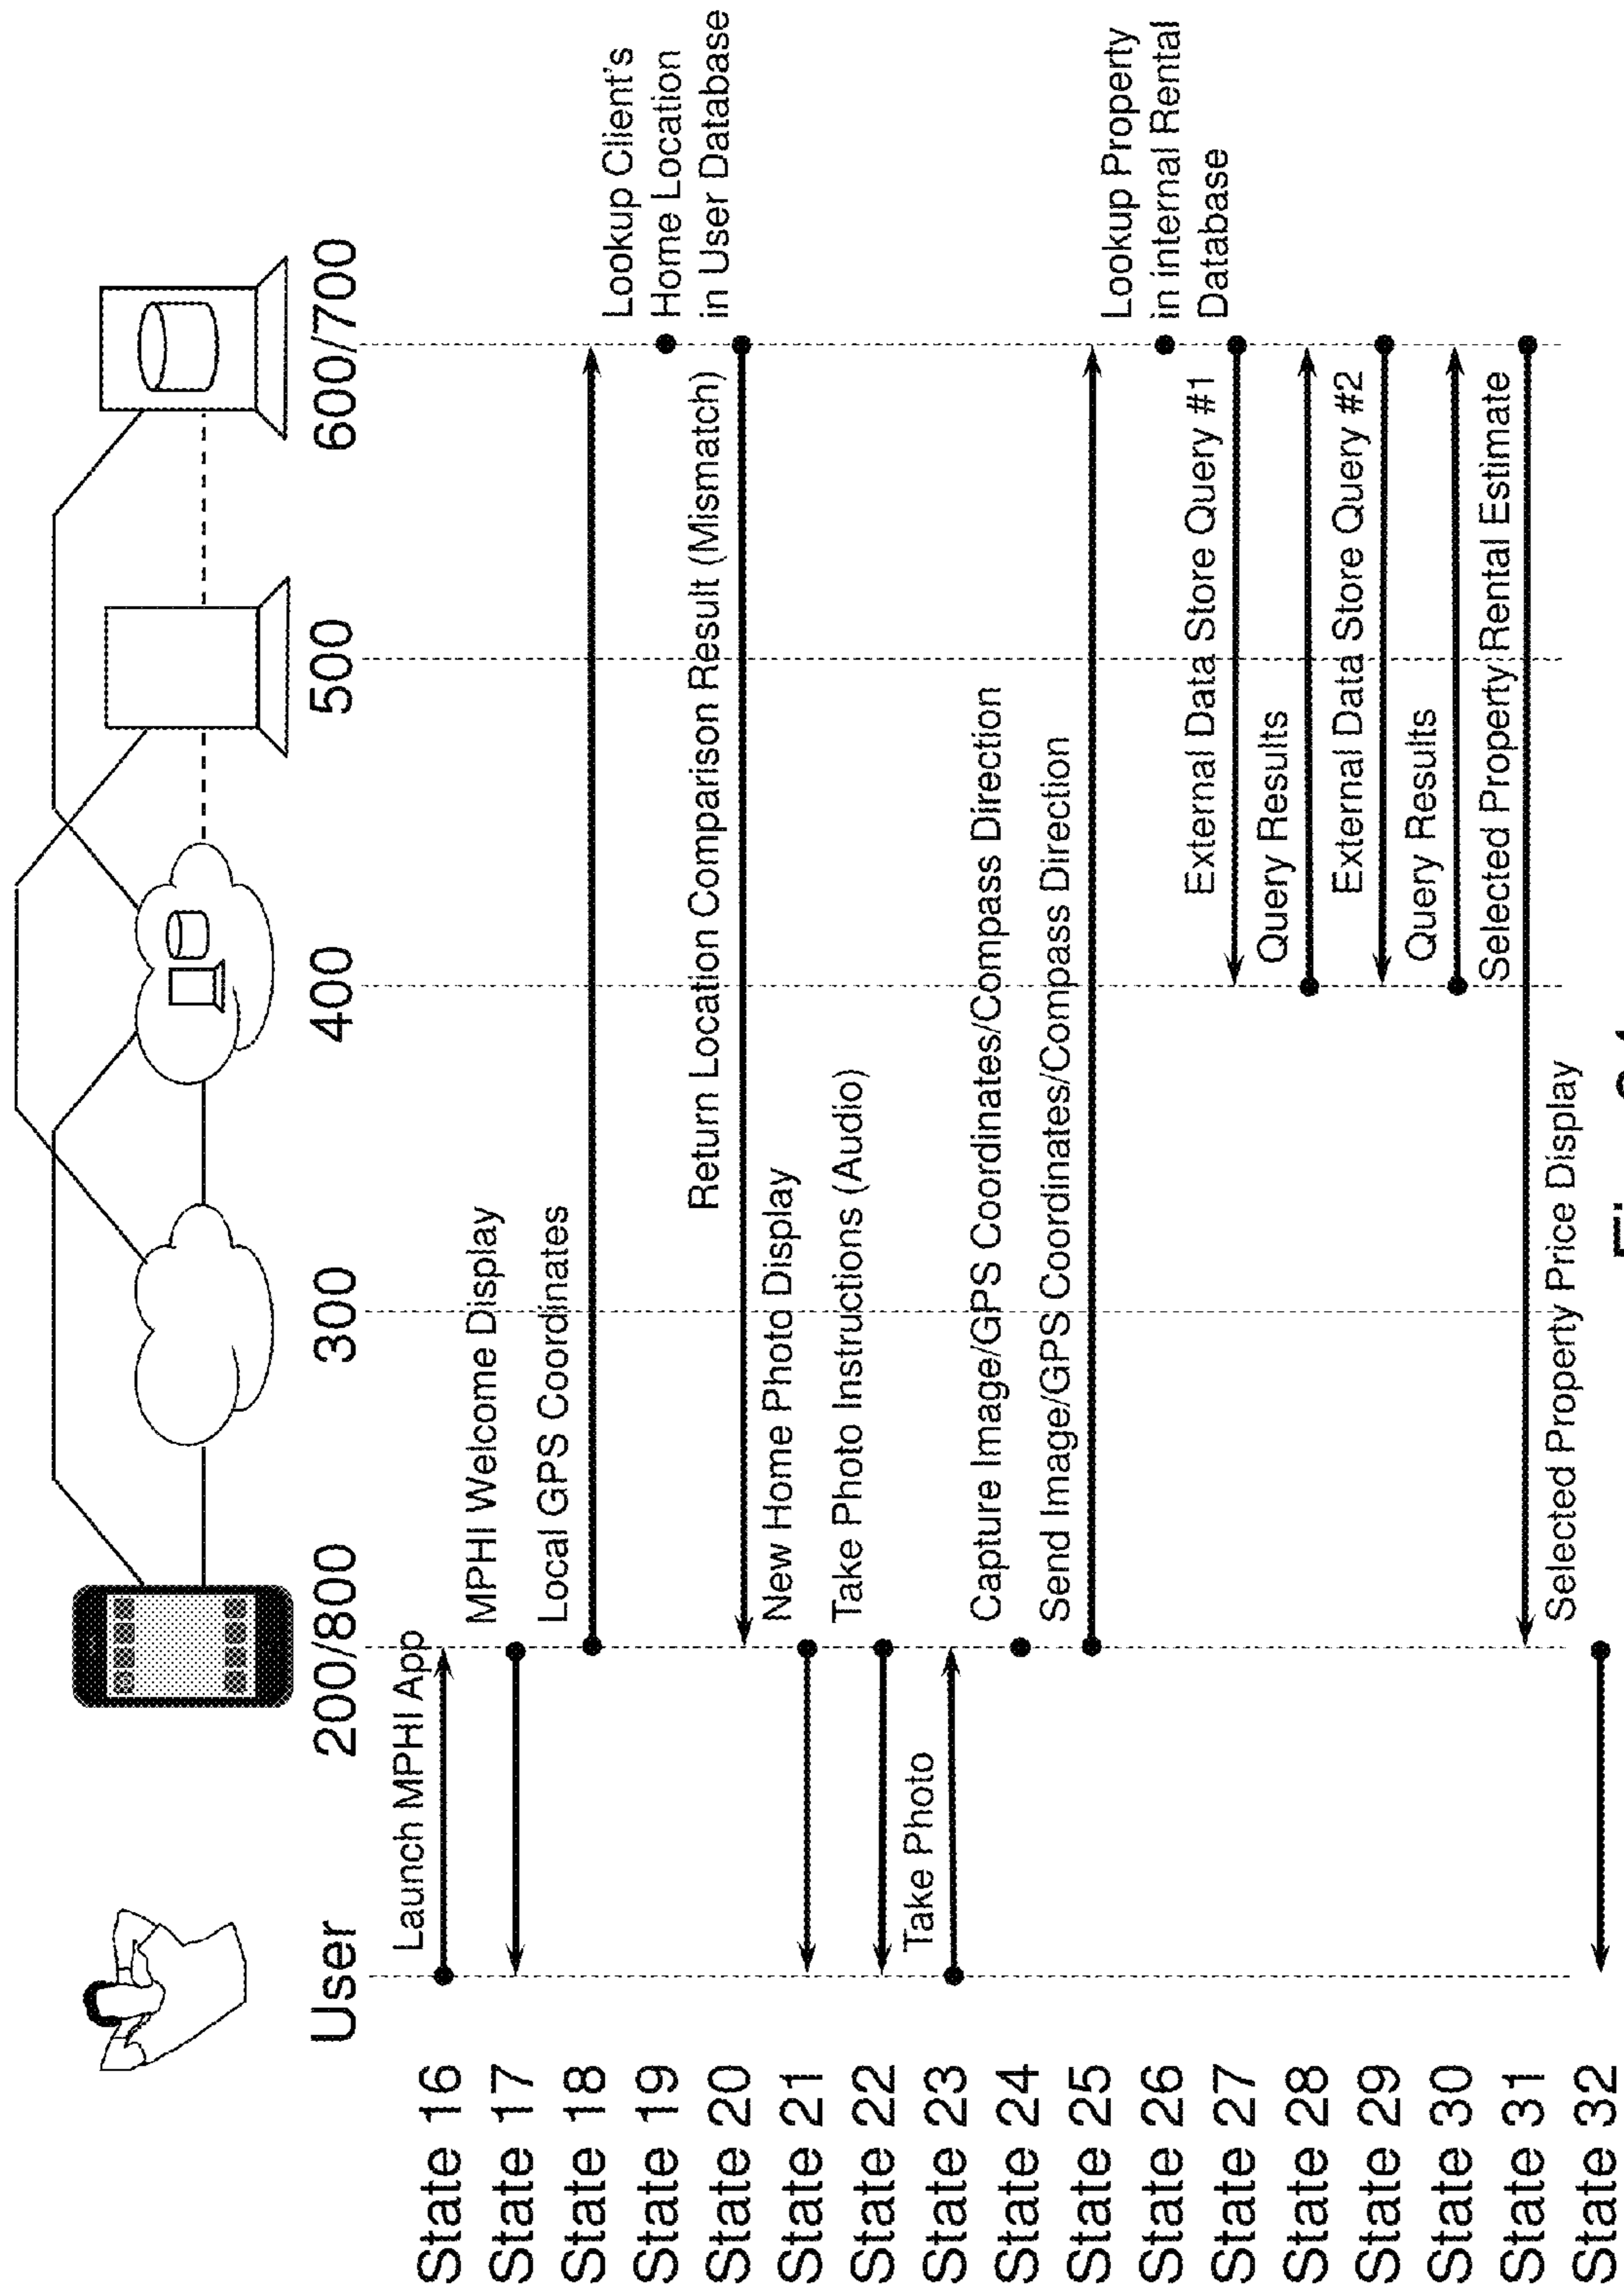 User
200/800
300
400
500
600/700
State 16
Launch MPHI App
State 17
MPHI Welcome Display
State 18
Local GPS Coordinates
State 19
Lookup Client's
Home Location
in User Database
State 20
Return Location Comparison Result (Mismatch)
State 21
New Home Photo Display
State 22
Take Photo Instructions (Audio)
State 23
Take Photo
State 24
Capture Image/GPS Coordinates/Compass Direction
State 25
Send Image/GPS Coordinates/Compass Direction
State 26
Lookup Property
in internal Rental
Database
State 27
External Data Store Query #1
State 28
Query Results
State 29
External Data Store Query #2
State 30
Query Results
State 31
Selected Property Rental Estimate
State 32
Selected Property Price Display